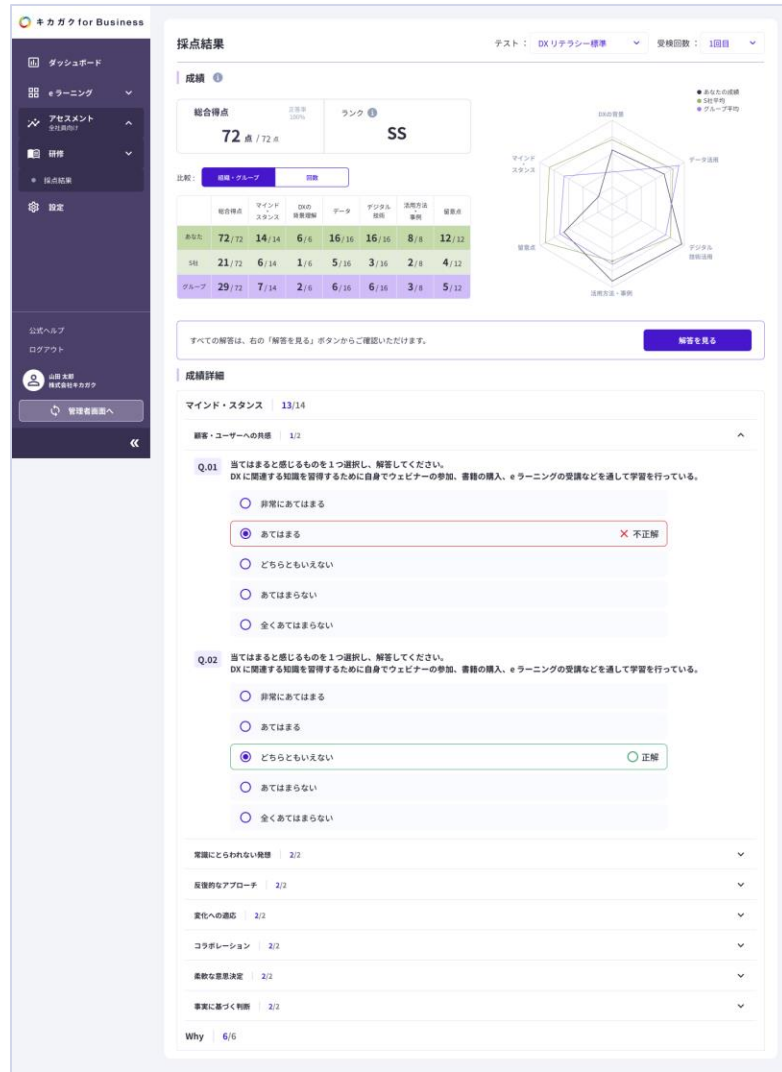 キカガク for Business
ダッシュボード
e ラーニング
アセスメント
全社員向け
研修
採点結果
設定
公式ヘルプ
ログアウト
山田 太郎
株式会社キカガク
管理者画面へ
«
採点結果
テスト： DX リテラシー標準
受検回数： 1回目
成績
総合得点
正答率
100%
72 点 / 72 点
ランク
SS
あなたの成績
S社平均
グループ平均
DXの背景
データ活用
デジタル
技術活用
活用方法・事例
留意点
マインド
・
スタンス
比較： 組織・グループ 回数
総合得点 マインド・スタンス DXの背景理解 データ デジタル技術 活用方法・事例 留意点
あなた 72/72 14/14 6/6 16/16 16/16 8/8 12/12
S社 21/72 6/14 1/6 5/16 3/16 2/8 4/12
グループ 29/72 7/14 2/6 6/16 6/16 3/8 5/12
すべての解答は、右の「解答を見る」ボタンからご確認いただけます。
解答を見る
成績詳細
マインド・スタンス 13/14
顧客・ユーザーへの共感 1/2
Q.01 当てはまると感じるものを１つ選択し、解答してください。
DX に関連する知識を習得するために自身でウェビナーの参加、書籍の購入、e ラーニングの受講などを通して学習を行っている。
非常にあてはまる
あてはまる × 不正解
どちらともいえない
あてはまらない
全くあてはまらない
Q.02 当てはまると感じるものを１つ選択し、解答してください。
DX に関連する知識を習得するために自身でウェビナーの参加、書籍の購入、e ラーニングの受講などを通して学習を行っている。
非常にあてはまる
あてはまる
どちらともいえない 正解
あてはまらない
全くあてはまらない
常識にとらわれない発想 2/2
反復的なアプローチ 2/2
変化への適応 2/2
コラボレーション 2/2
柔軟な意思決定 2/2
事実に基づく判断 2/2
Why 6/6